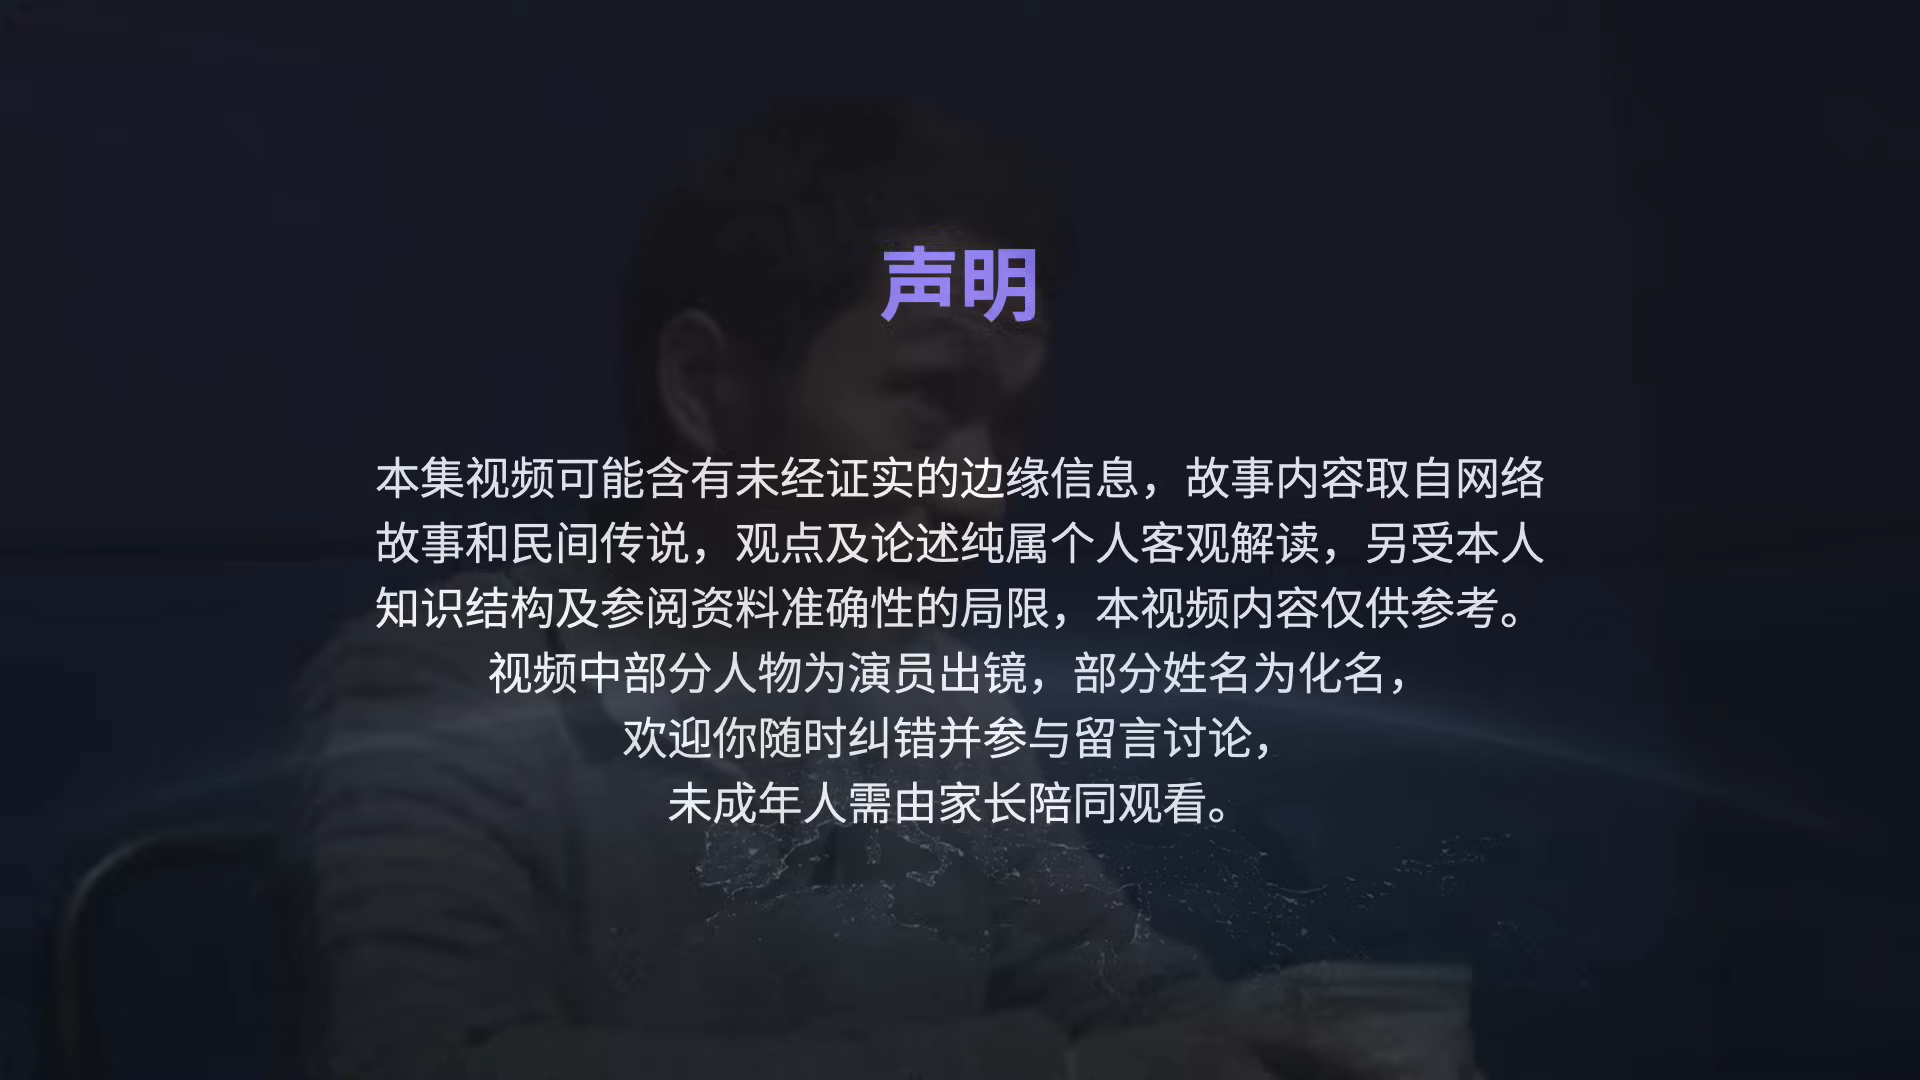 声明
本集视频可能含有未经证实的边缘信息，故事内容取自网络
故事和民间传说，观点及论述纯属个人客观解读，另受本人
知识结构及参阅资料准确性的局限，本视频内容仅供参考。
视频中部分人物为演员出镜，部分姓名为化名，
欢迎你随时纠错并参与留言讨论，
未成年人需由家长陪同观看。